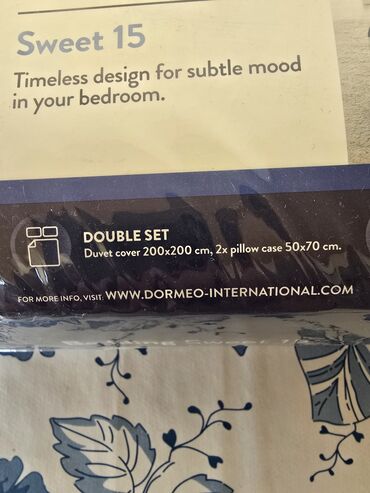 Sweet 15
Timeless design for subtle mood
in your bedroom.
DOUBLE SET
Duvet cover 200x200 cm, 2x pillow case 50x70 cm.
FOR MORE INFO, VISIT: WWW.DORMEO-INTERNATIONAL.COM